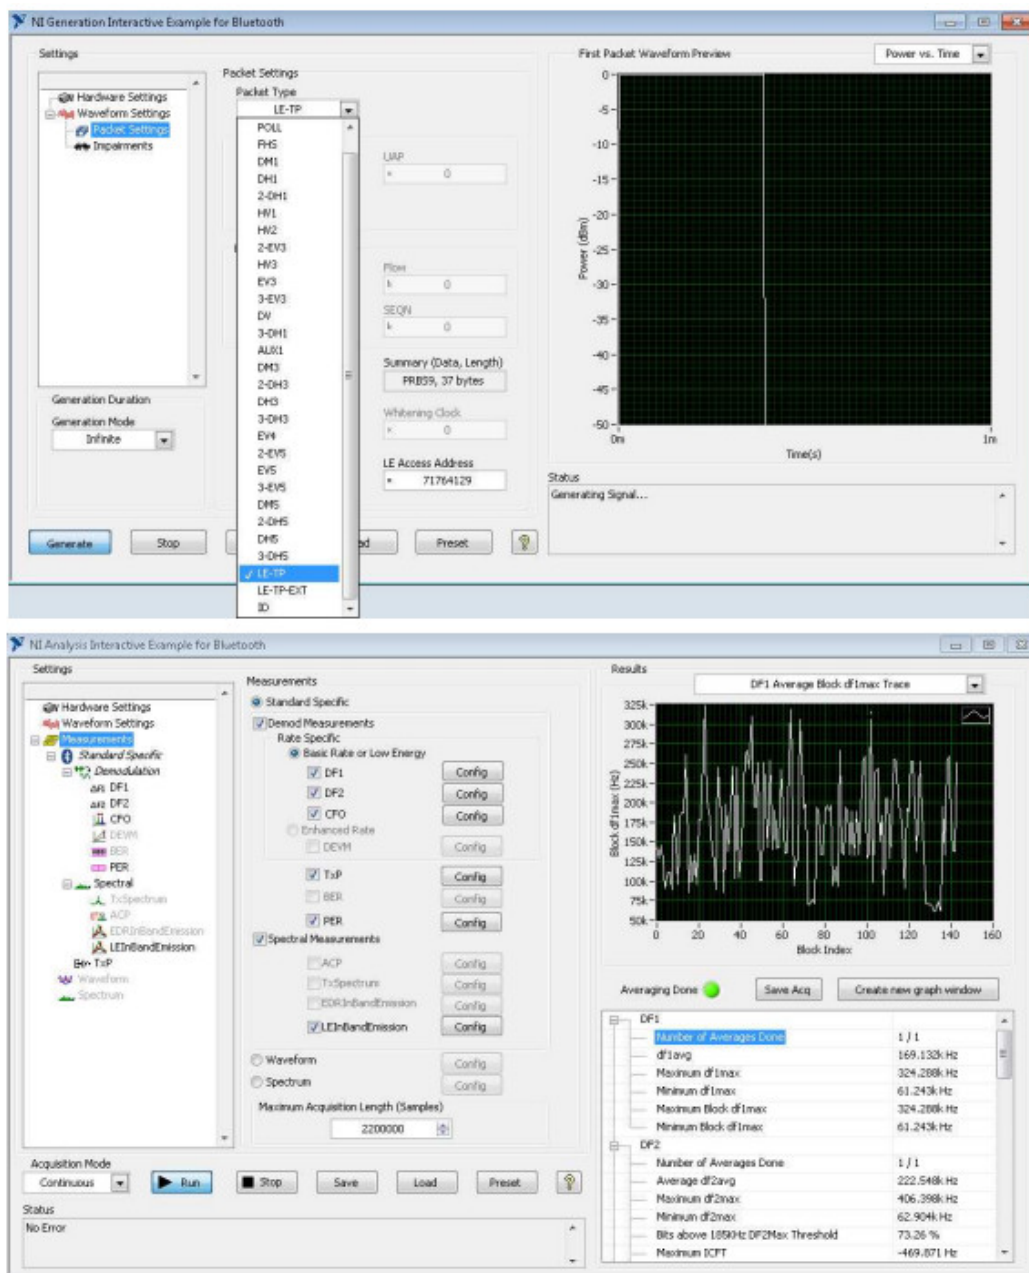 NI Generation Interactive Example for Bluetooth
Settings
Hardware Settings
Waveform Settings
Packet Settings
Impairments
Generation Duration
Generation Mode
Infinite
Packet Settings
Packet Type
LE-TP
POLL
FHS
DM1
DH1
2-DH1
HV1
HV2
2-EV3
HV3
EV3
3-EV3
DV
3-DH1
AUX1
DM3
2-DH3
DH3
3-DH3
EV4
2-EV5
EV5
3-EV5
DM5
2-DH5
DH5
3-DH5
LE-TP
LE-TP-EXT
ID
UAP
x 0
Flow
b 0
SEQN
b 0
Summary (Data, Length)
PRBS9, 37 bytes
Whitening Clock
x 0
LE Access Address
x 71764129
Generate
Stop
ad
Preset
First Packet Waveform Preview
Power vs. Time
Power (dBm)
0
-5
-10
-15
-20
-25
-30
-35
-40
-45
-50
0m
1m
Time(s)
Status
Generating Signal...
NI Analysis Interactive Example for Bluetooth
Settings
Hardware Settings
Waveform Settings
Measurements
Standard Specific
Demodulation
DF1
DF2
CFO
DEVM
BER
PER
Spectral
TxSpectrum
ACP
EDRInBandEmission
LEInBandEmission
TxP
Waveform
Spectrum
Measurements
Standard Specific
Demod Measurements
Rate Specific
Basic Rate or Low Energy
DF1 Config
DF2 Config
CFO Config
Enhanced Rate
DEVM Config
TxP Config
BER Config
PER Config
Spectral Measurements
ACP Config
TxSpectrum Config
EDRInBandEmission Config
LEInBandEmission Config
Waveform Config
Spectrum Config
Maximum Acquisition Length (Samples)
2200000
Acquisition Mode
Continuous
Run
Stop
Save
Load
Preset
Status
No Error
Results
DF1 Average Block df1max Trace
Block df1max (Hz)
325k
300k
275k
250k
225k
200k
175k
150k
125k
100k
75k
50k
0 20 40 60 80 100 120 140 160
Block Index
Averaging Done
Save Acq
Create new graph window
DF1
Number of Averages Done 1 / 1
df1avg 169.132k Hz
Maximum df1max 324.288k Hz
Minimum df1max 61.243k Hz
Maximum Block df1max 324.288k Hz
Minimum Block df1max 61.243k Hz
DF2
Number of Averages Done 1 / 1
Average df2avg 222.548k Hz
Maximum df2max 406.398k Hz
Minimum df2max 62.904k Hz
Bits above 185KHz DF2Max Threshold 73.26 %
Maximum ICFT -469.871 Hz